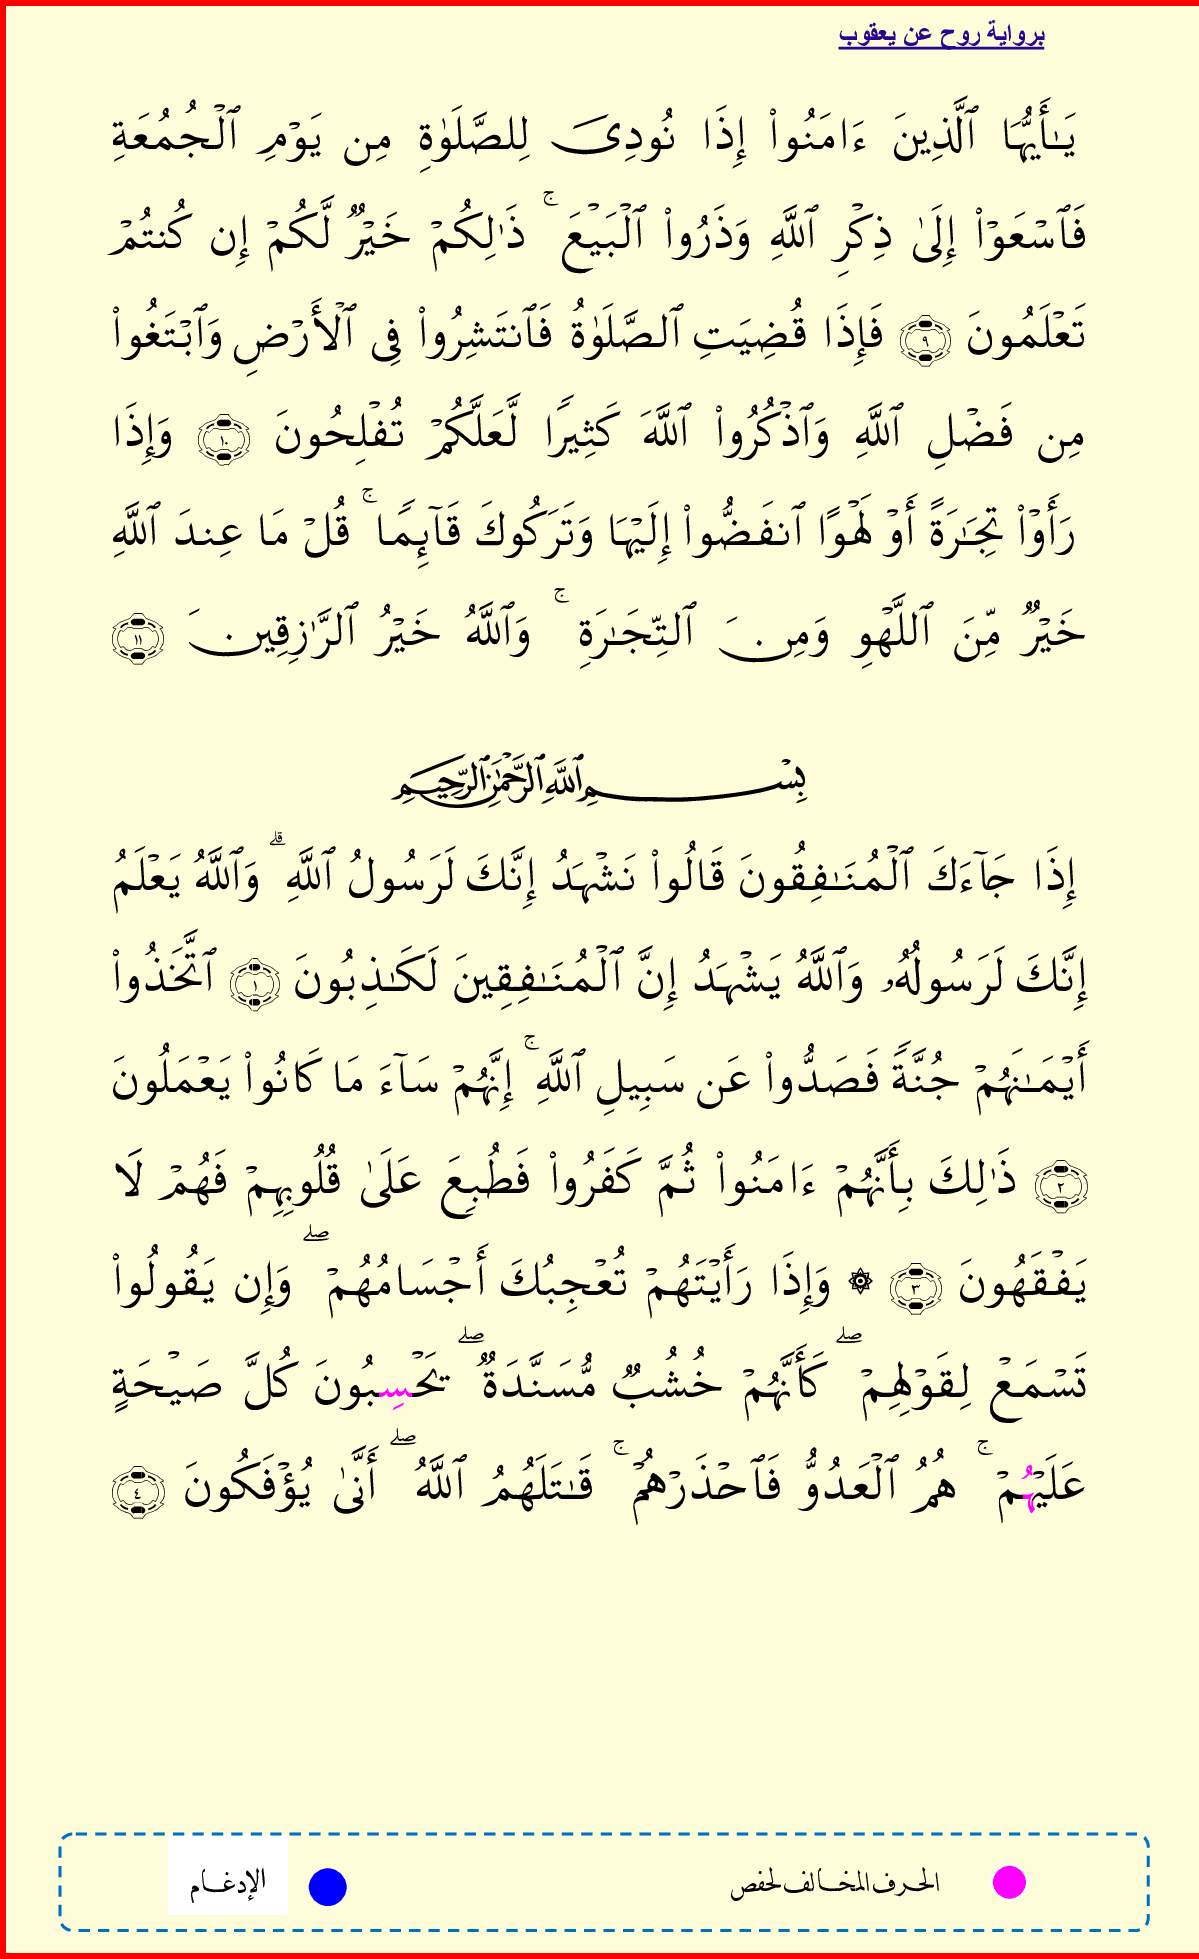 برواية روح عن يعقوب
يَـٰٓأَيُّهَا ٱلَّذِينَ ءَامَنُوا۟ إِذَا نُودِىَ لِلصَّلَوٰةِ مِن يَوْمِ ٱلْجُمُعَةِ
فَٱسْعَوْا۟ إِلَىٰ ذِكْرِ ٱللَّهِ وَذَرُوا۟ ٱلْبَيْعَ ۚ ذَٰلِكُمْ خَيْرٌ لَّكُمْ إِن كُنتُمْ
تَعْلَمُونَ ٩ فَإِذَا قُضِيَتِ ٱلصَّلَوٰةُ فَٱنتَشِرُوا۟ فِى ٱلْأَرْضِ وَٱبْتَغُوا۟
مِن فَضْلِ ٱللَّهِ وَٱذْكُرُوا۟ ٱللَّهَ كَثِيرًا لَّعَلَّكُمْ تُفْلِحُونَ ١٠ وَإِذَا
رَأَوْا۟ تِجَـٰرَةً أَوْ لَهْوًا ٱنفَضُّوا۟ إِلَيْهَا وَتَرَكُوكَ قَآئِمًا ۚ قُلْ مَا عِندَ ٱللَّهِ
خَيْرٌ مِّنَ ٱللَّهْوِ وَمِنَ ٱلتِّجَـٰرَةِ ۚ وَٱللَّهُ خَيْرُ ٱلرَّٰزِقِينَ ١١
بِسْمِ ٱللَّهِ ٱلرَّحْمَـٰنِ ٱلرَّحِيمِ
إِذَا جَآءَكَ ٱلْمُنَـٰفِقُونَ قَالُوا۟ نَشْهَدُ إِنَّكَ لَرَسُولُ ٱللَّهِ ۗ وَٱللَّهُ يَعْلَمُ
إِنَّكَ لَرَسُولُهُۥ وَٱللَّهُ يَشْهَدُ إِنَّ ٱلْمُنَـٰفِقِينَ لَكَـٰذِبُونَ ١ ٱتَّخَذُوا۟
أَيْمَـٰنَهُمْ جُنَّةً فَصَدُّوا۟ عَن سَبِيلِ ٱللَّهِ ۚ إِنَّهُمْ سَآءَ مَا كَانُوا۟ يَعْمَلُونَ
٢ ذَٰلِكَ بِأَنَّهُمْ ءَامَنُوا۟ ثُمَّ كَفَرُوا۟ فَطُبِعَ عَلَىٰ قُلُوبِهِمْ فَهُمْ لَا
يَفْقَهُونَ ٣ ۞ وَإِذَا رَأَيْتَهُمْ تُعْجِبُكَ أَجْسَامُهُمْ ۖ وَإِن يَقُولُوا۟
تَسْمَعْ لِقَوْلِهِمْ ۖ كَأَنَّهُمْ خُشُبٌ مُّسَنَّدَةٌ ۖ يَحْسِبُونَ كُلَّ صَيْحَةٍ
عَلَيْهُمْ ۚ هُمُ ٱلْعَدُوُّ فَٱحْذَرْهُمْ ۚ قَـٰتَلَهُمُ ٱللَّهُ ۖ أَنَّىٰ يُؤْفَكُونَ ٤
الحرف المخالف لحفص
الإدغام